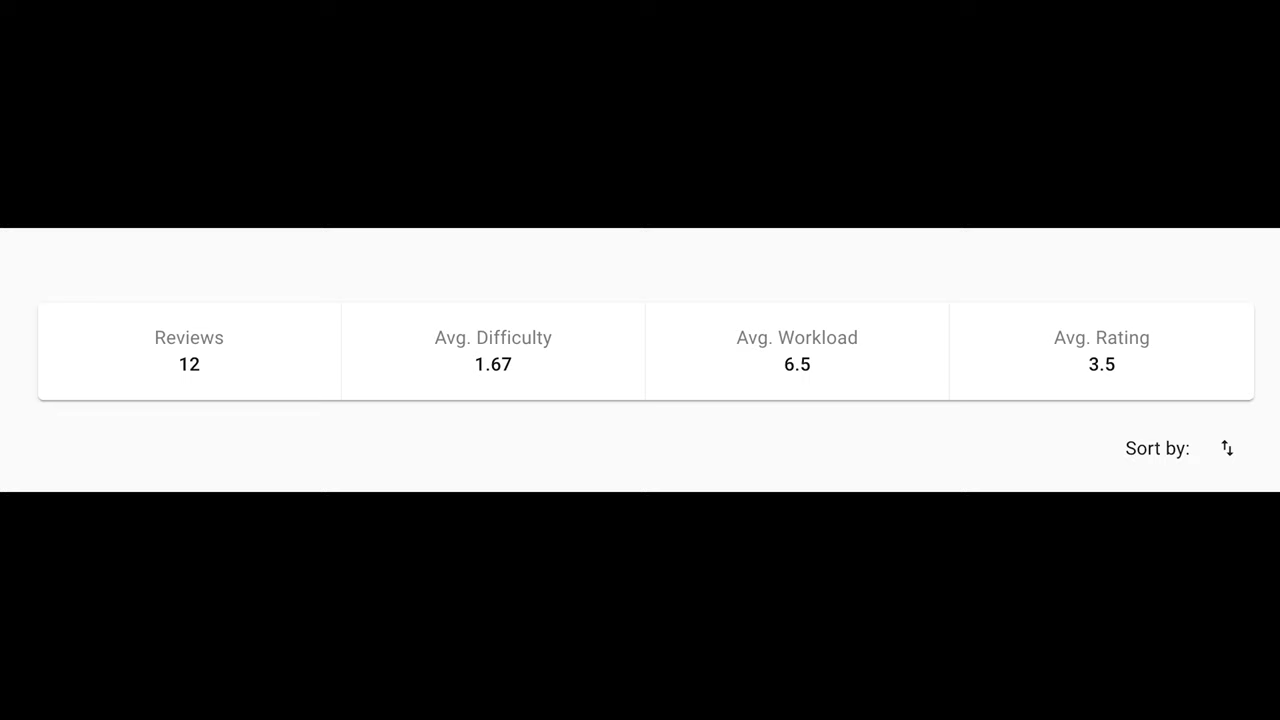 Reviews
12
Avg. Difficulty
1.67
Avg. Workload
6.5
Avg. Rating
3.5
Sort by: